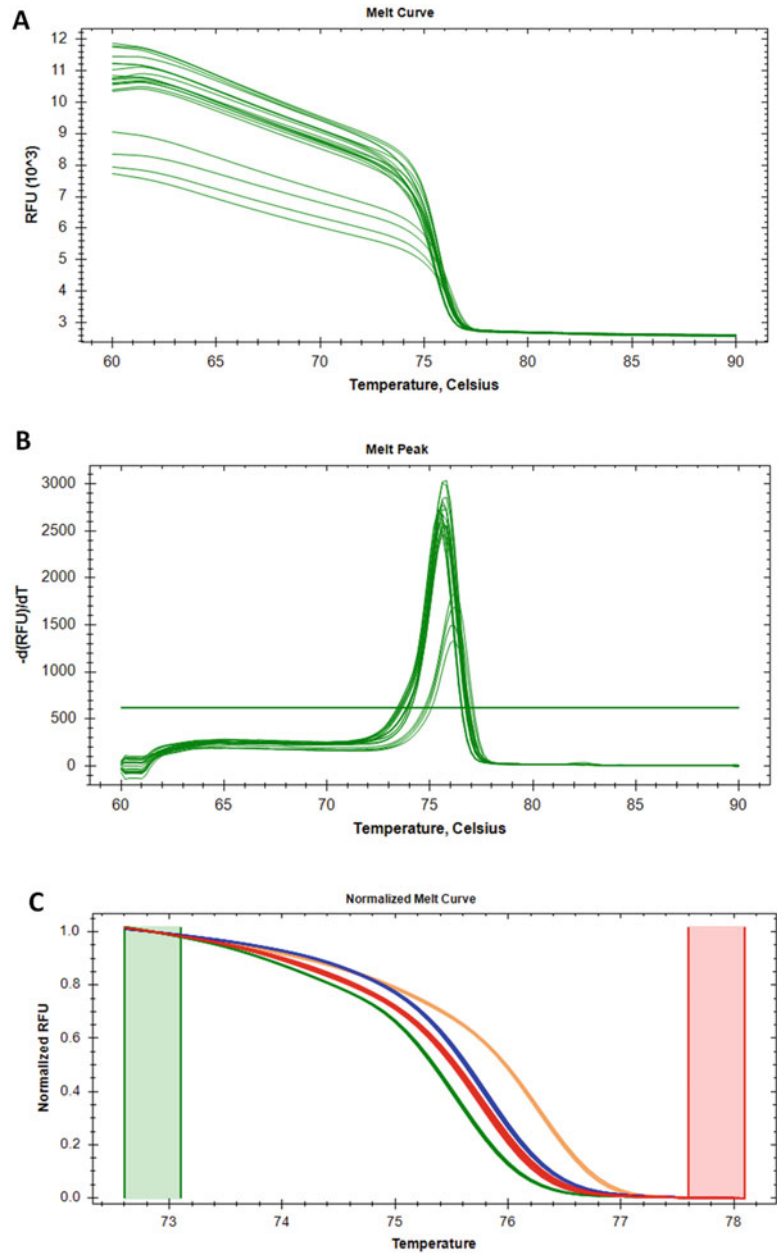 A
Melt Curve
12
11
10
9
8
7
6
5
4
3
RFU (10^3)
60 65 70 75 80 85 90
Temperature, Celsius
B
Melt Peak
3000
2500
2000
1500
1000
500
0
-d(RFU)/dT
60 65 70 75 80 85 90
Temperature, Celsius
C
Normalized Melt Curve
1.0
0.8
0.6
0.4
0.2
0.0
Normalized RFU
73 74 75 76 77 78
Temperature